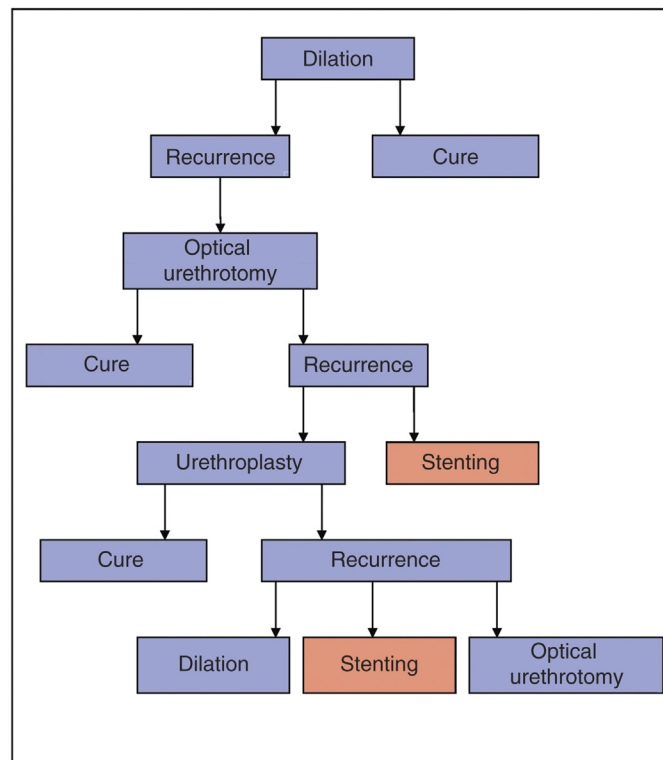 Dilation
Recurrence
Cure
Optical
urethrotomy
Cure
Recurrence
Urethroplasty
Stenting
Cure
Recurrence
Dilation
Stenting
Optical
urethrotomy